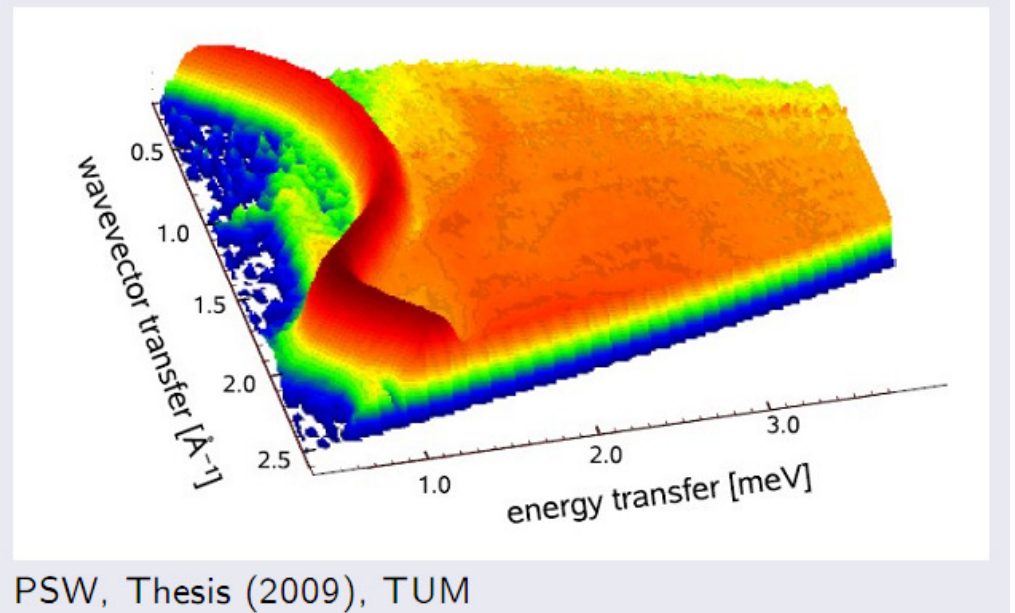 0.5
1.0
1.5
2.0
2.5
wavevector transfer [Å⁻¹]
1.0
2.0
3.0
energy transfer [meV]
PSW, Thesis (2009), TUM